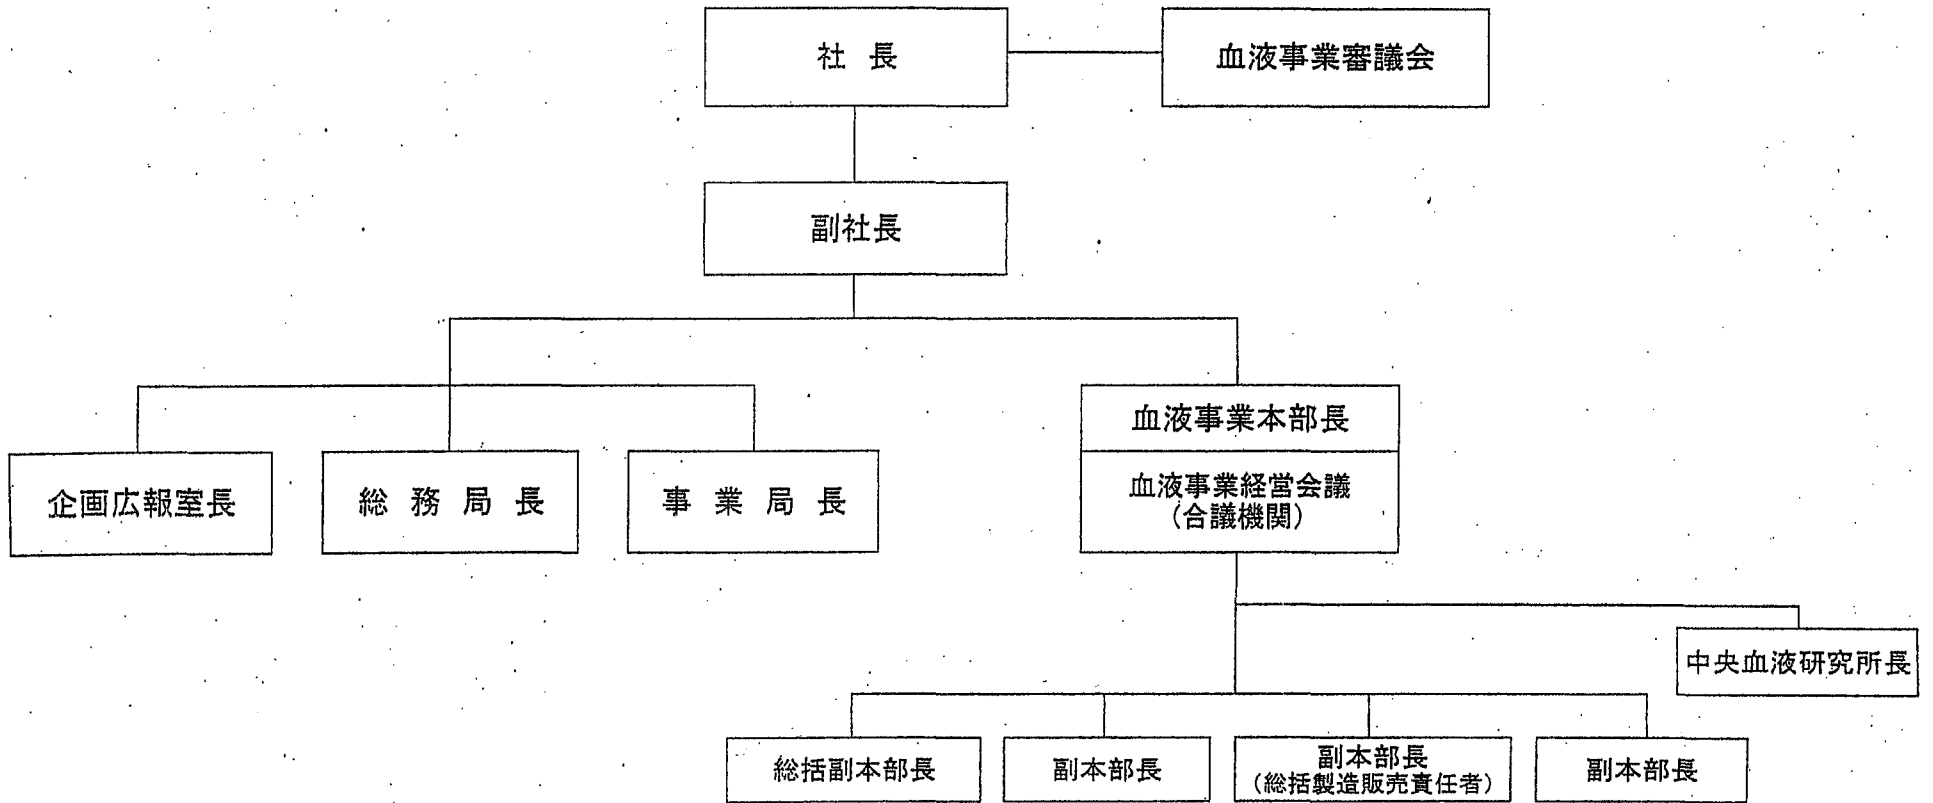 社長
血液事業審議会
副社長
血液事業本部長
血液事業経営会議
(合議機関)
企画広報室長
総務局長
事業局長
中央血液研究所長
総括副本部長
副本部長
副本部長
(総括製造販売責任者)
副本部長